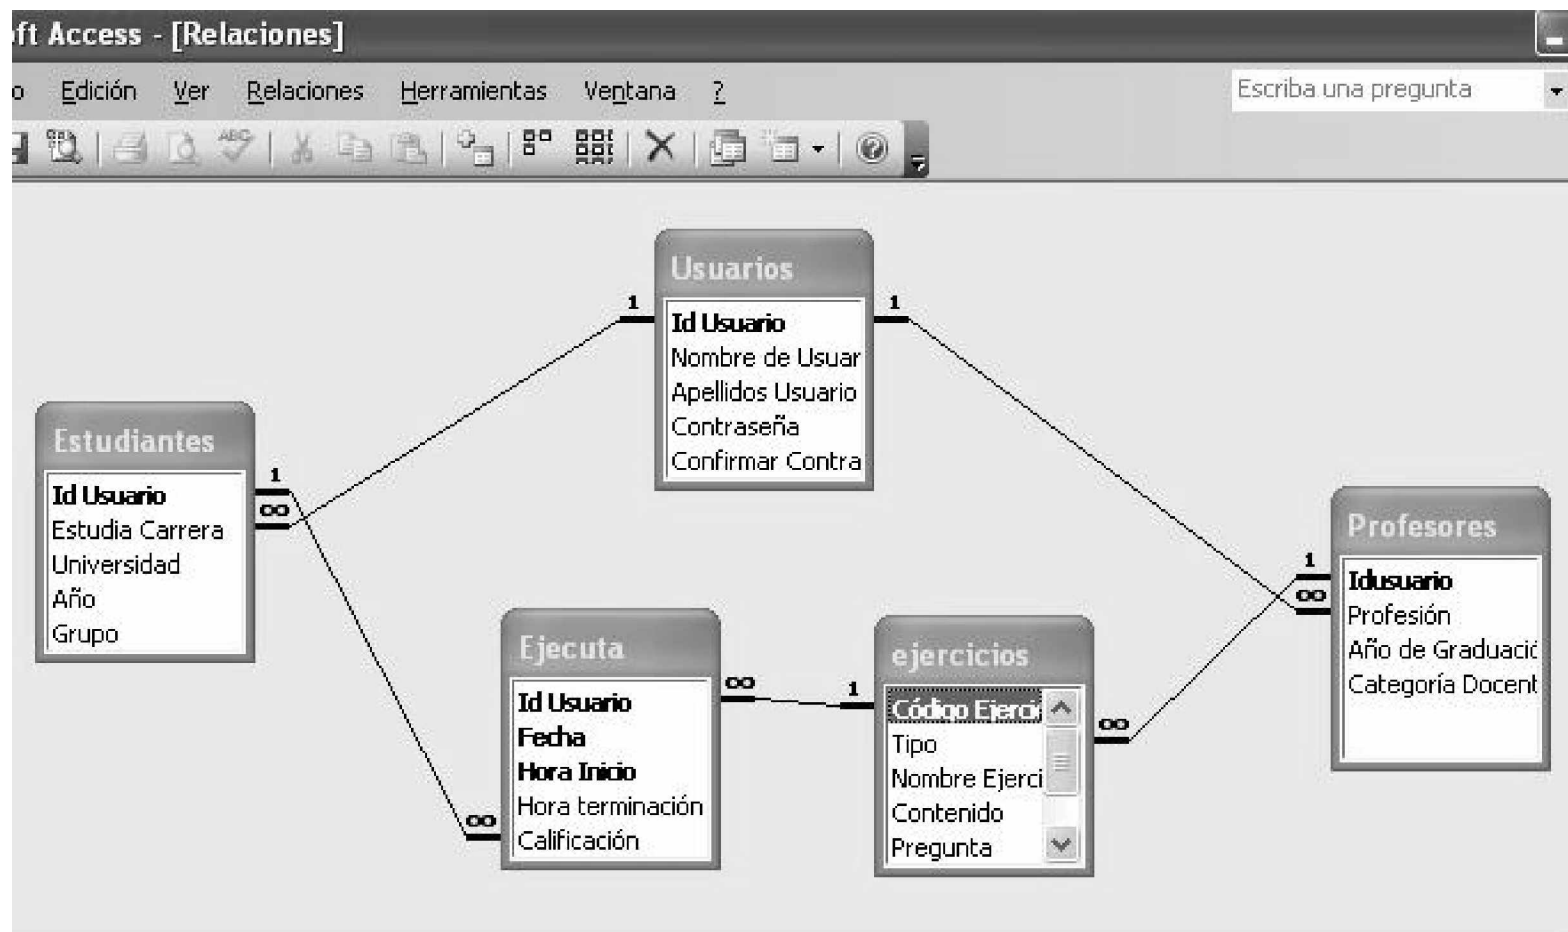 ft Access - [Relaciones]
o Edición Ver Relaciones Herramientas Ventana ?
Escriba una pregunta
ABC
Usuarios
1
1
Id Usuario
Nombre de Usuar
Apellidos Usuario
Contraseña
Confirmar Contra
Estudiantes
1
∞
Id Usuario
Estudia Carrera
Universidad
Año
Grupo
Profesores
1
∞
Idusuario
Profesión
Año de Graduació
Categoría Docent
Ejecuta
∞
Id Usuario
Fecha
Hora Inicio
Hora terminación
∞
Calificación
ejercicios
1
∞
Código Ejercic
Tipo
Nombre Ejerci
Contenido
Pregunta